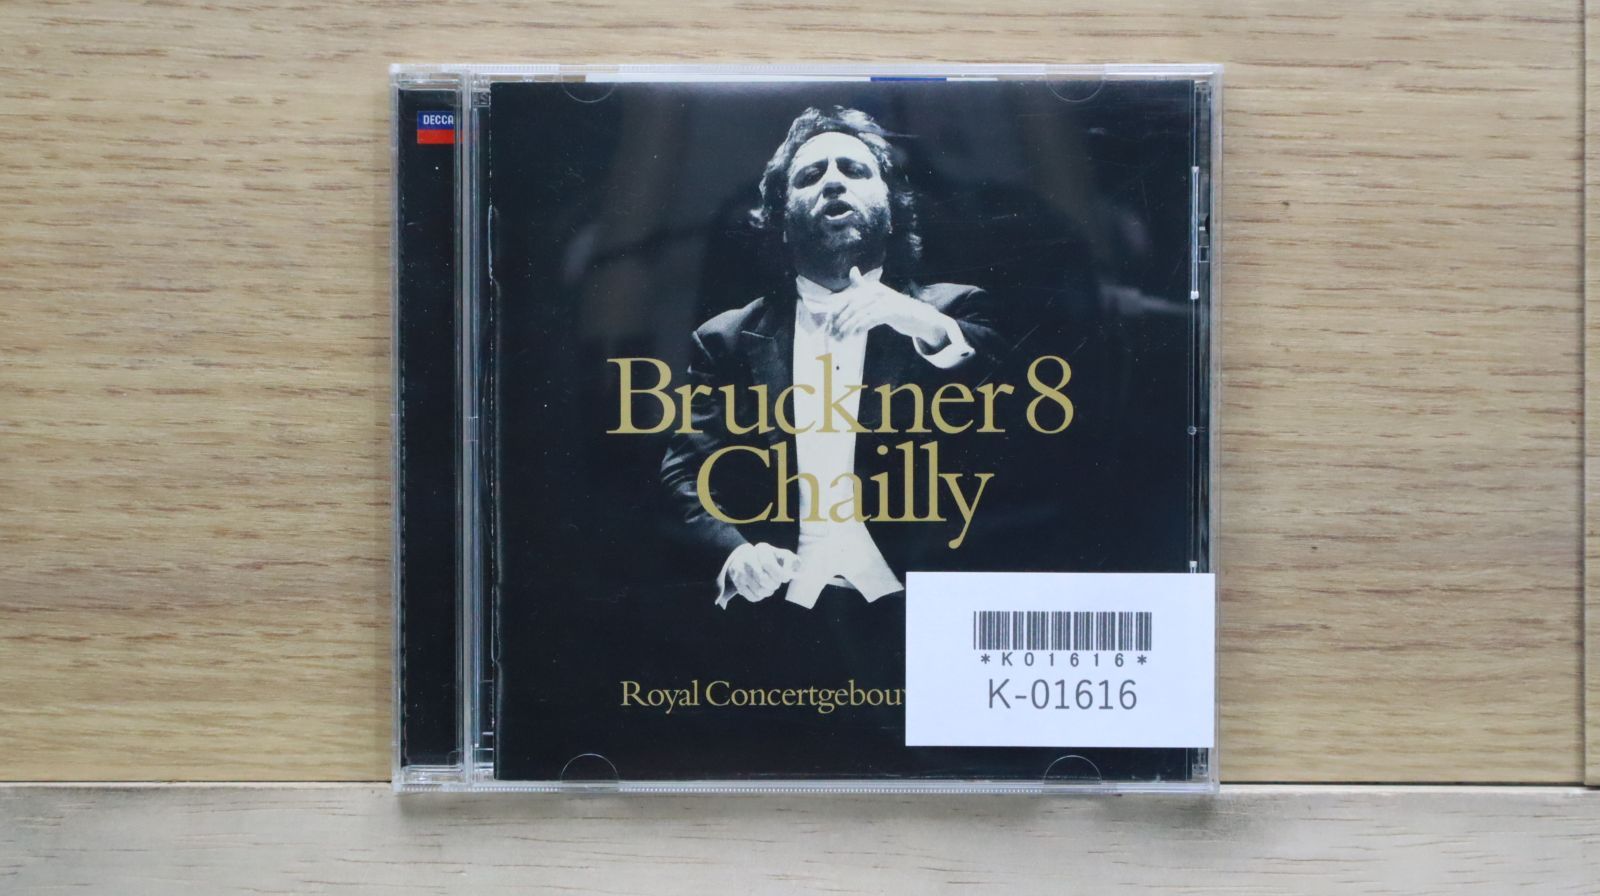 DECCA
Bruckner 8
Chailly
Royal Concertgebouw
*K01616*
K-01616